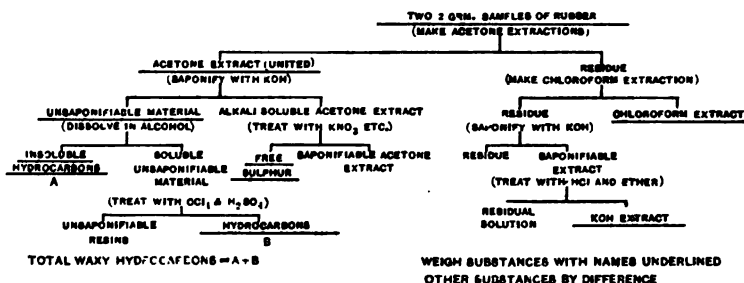 TWO 2 GRM. SAMPLES OF RUBBER
(MAKE ACETONE EXTRACTIONS)
ACETONE EXTRACT (UNITED)
(SAPONIFY WITH KOH)
RESIDUE
(MAKE CHLOROFORM EXTRACTION)
UNSAPONIFIABLE MATERIAL
(DISSOLVE IN ALCOHOL)
ALKALI SOLUBLE ACETONE EXTRACT
(TREAT WITH KNO3 ETC.)
RESIDUE
(SAPONIFY WITH KOH)
CHLOROFORM EXTRACT
INSOLUBLE
HYDROCARBONS
A
SOLUBLE
UNSAPONIFIABLE
MATERIAL
FREE
SULPHUR
SAPONIFIABLE ACETONE
EXTRACT
RESIDUE
SAPONIFIABLE
EXTRACT
(TREAT WITH HCl AND ETHER)
(TREAT WITH CCl4 & H2SO4)
UNSAPONIFIABLE
RESINS
HYDROCARBONS
B
RESIDUAL
SOLUTION
KOH EXTRACT
TOTAL WAXY HYDROCARBONS = A+B
WEIGH SUBSTANCES WITH NAMES UNDERLINED
OTHER SUBSTANCES BY DIFFERENCE